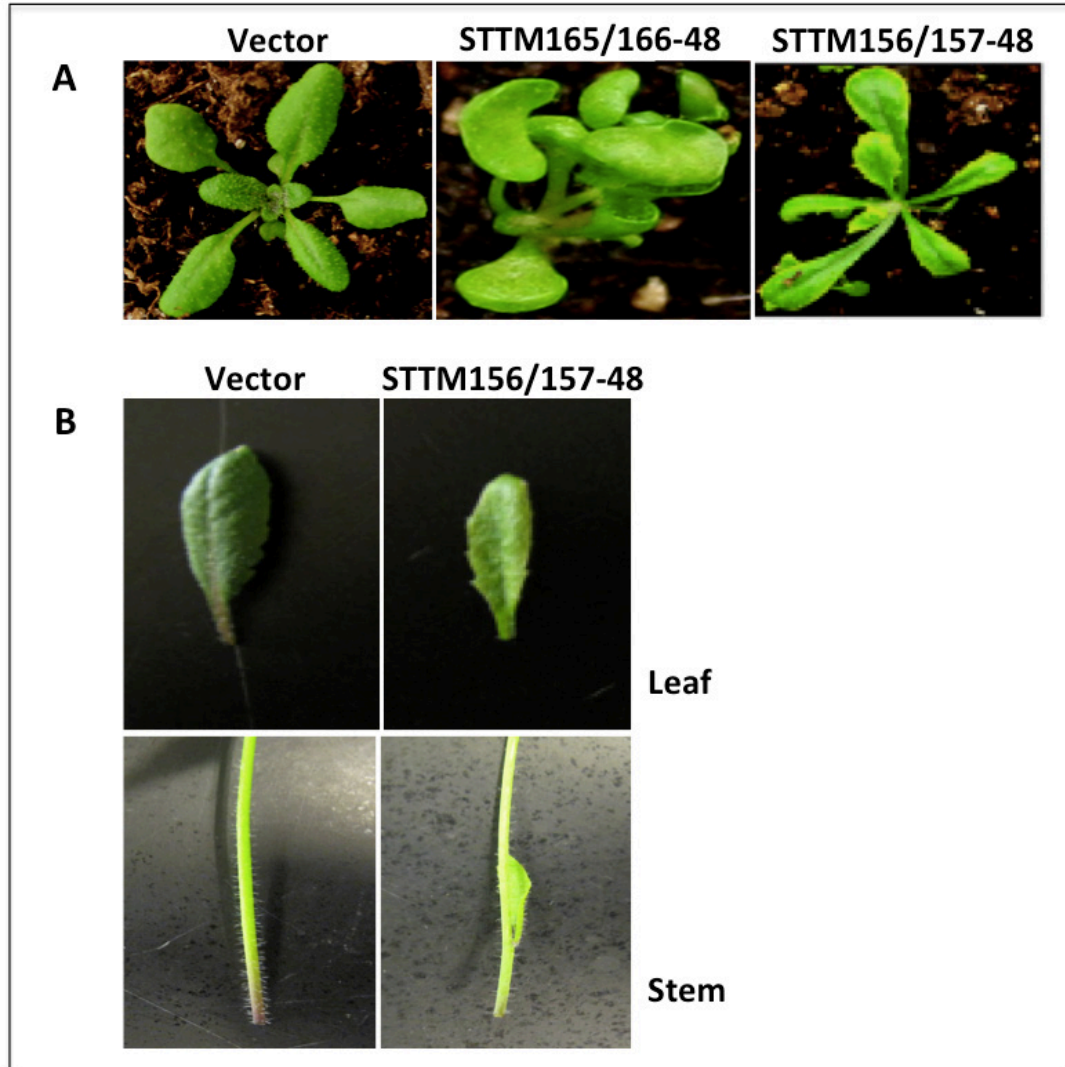 Vector STTM165/166-48 STTM156/157-48
A
Vector STTM156/157-48
B
Leaf
Stem